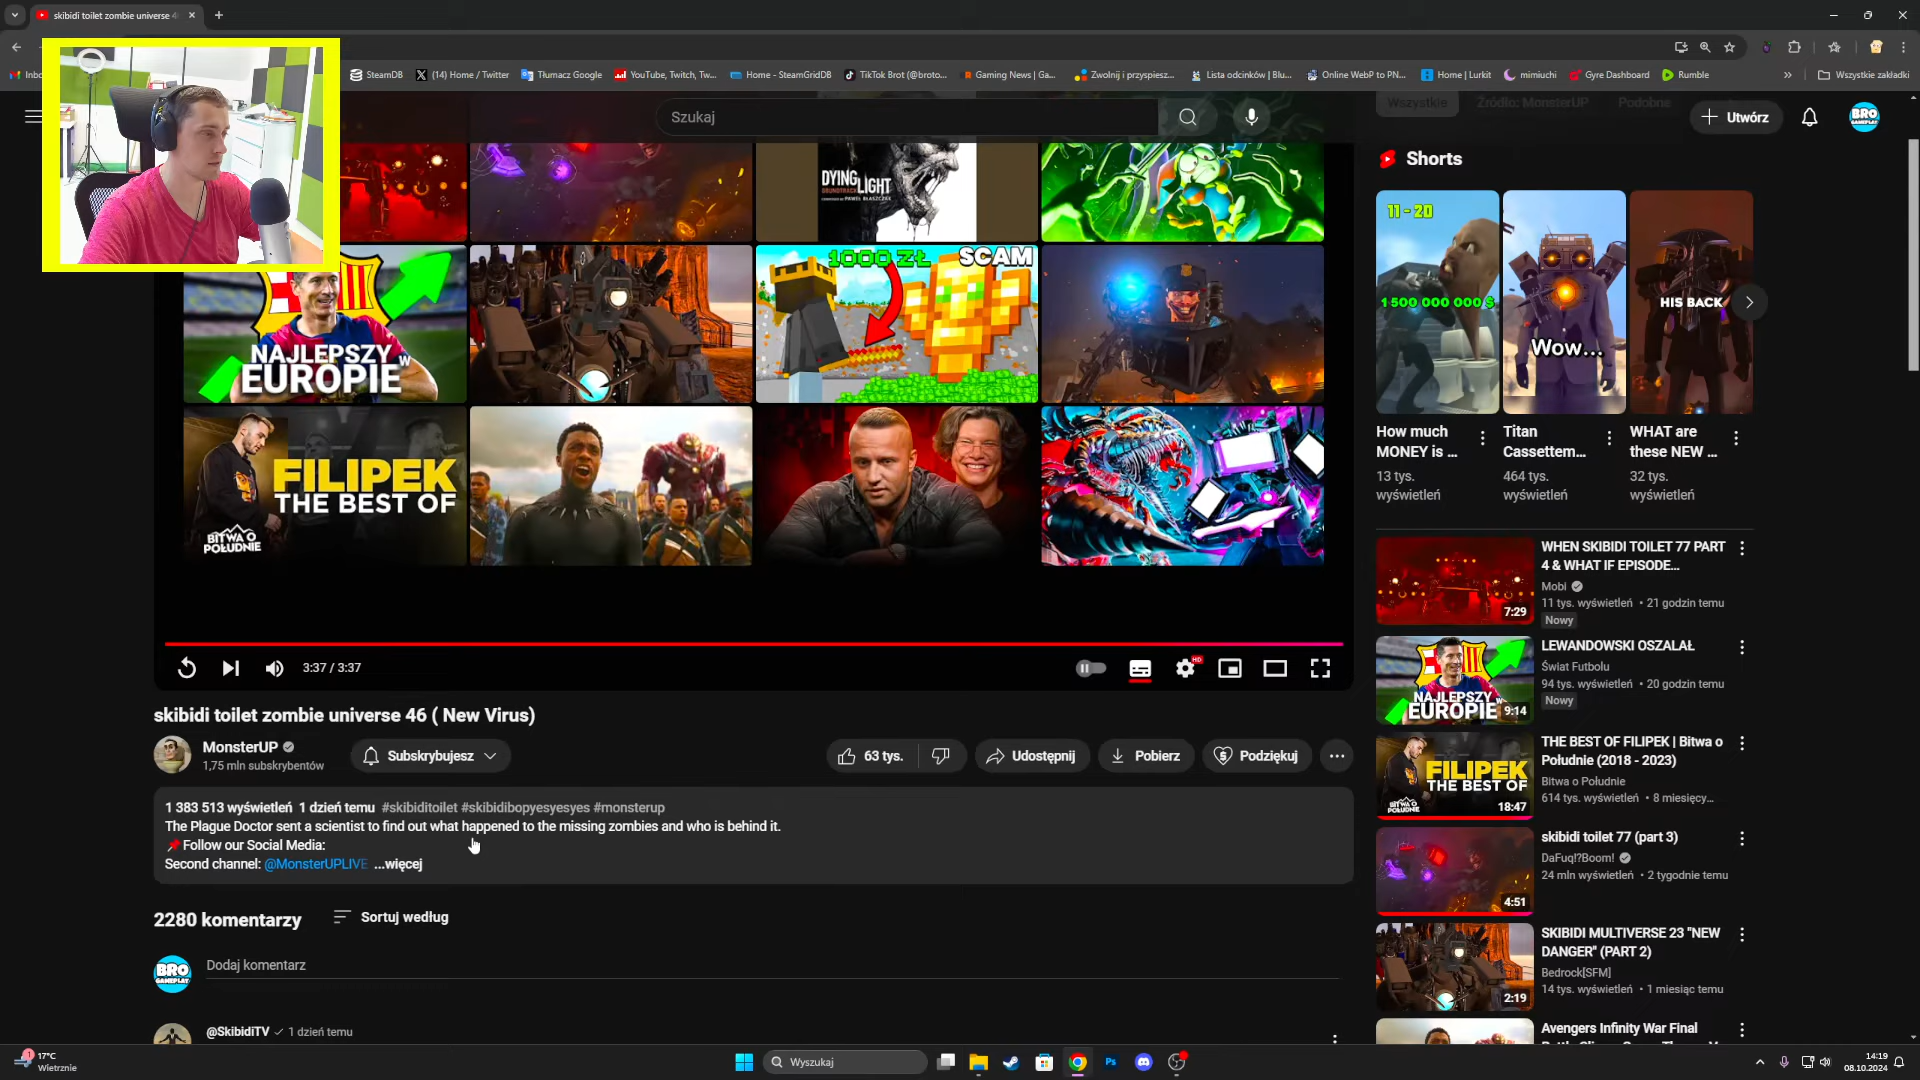 skibidi toilet zombie universe 46
SteamDB
(14) Home / Twitter
Tłumacz Google
YouTube, Twitch, Tw...
Home - SteamGridDB
TikTok Brot (@broto...
Gaming News | Ga...
Zwolnij i przyspiesz...
Lista odcinków | Blu...
Online WebP to PN...
Home | Lurkit
mimiuchi
Gyre Dashboard
Rumble
Wszystkie zakładki
Szukaj
Wszystkie
Źródło: MonsterUP
Podobne
Utwórz
BRO
GAMEPLAY
DYING LIGHT
NAJLEPSZY W
EUROPIE
1000 ZŁ
SCAM
FILIPEK
THE BEST OF
BITWA O
POŁUDNIE
3:37 / 3:37
HD
skibidi toilet zombie universe 46 ( New Virus)
MonsterUP
1,75 mln subskrybentów
Subskrybujesz
63 tys.
Udostępnij
Pobierz
Podziękuj
1 383 513 wyświetleń 1 dzień temu #skibiditoilet #skibidibopyesyesyes #monsterup
The Plague Doctor sent a scientist to find out what happened to the missing zombies and who is behind it.
📌Follow our Social Media:
Second channel: @MonsterUPLIVE ...więcej
2280 komentarzy
Sortuj według
BRO
GAMEPLAY
Dodaj komentarz
@SkibidiTV
1 dzień temu
Shorts
11 - 20
1 500 000 000 $
Wow...
HIS BACK
How much
MONEY is ...
13 tys.
wyświetleń
Titan
Cassettem...
464 tys.
wyświetleń
WHAT are
these NEW ...
32 tys.
wyświetleń
7:29
WHEN SKIBIDI TOILET 77 PART
4 & WHAT IF EPISODE...
Mobi
11 tys. wyświetleń • 21 godzin temu
Nowy
NAJLEPSZY W
EUROPIE
9:14
LEWANDOWSKI OSZALAŁ
Świat Futbolu
94 tys. wyświetleń • 20 godzin temu
Nowy
FILIPEK
THE BEST OF
18:47
THE BEST OF FILIPEK | Bitwa o
Południe (2018 - 2023)
Bitwa o Południe
614 tys. wyświetleń • 8 miesięcy...
4:51
skibidi toilet 77 (part 3)
DaFuq!?Boom!
24 mln wyświetleń • 2 tygodnie temu
2:19
SKIBIDI MULTIVERSE 23 "NEW
DANGER" (PART 2)
Bedrock[SFM]
14 tys. wyświetleń • 1 miesiąc temu
Avengers Infinity War Final
17°C
Wietrznie
Wyszukaj
14:19
08.10.2024